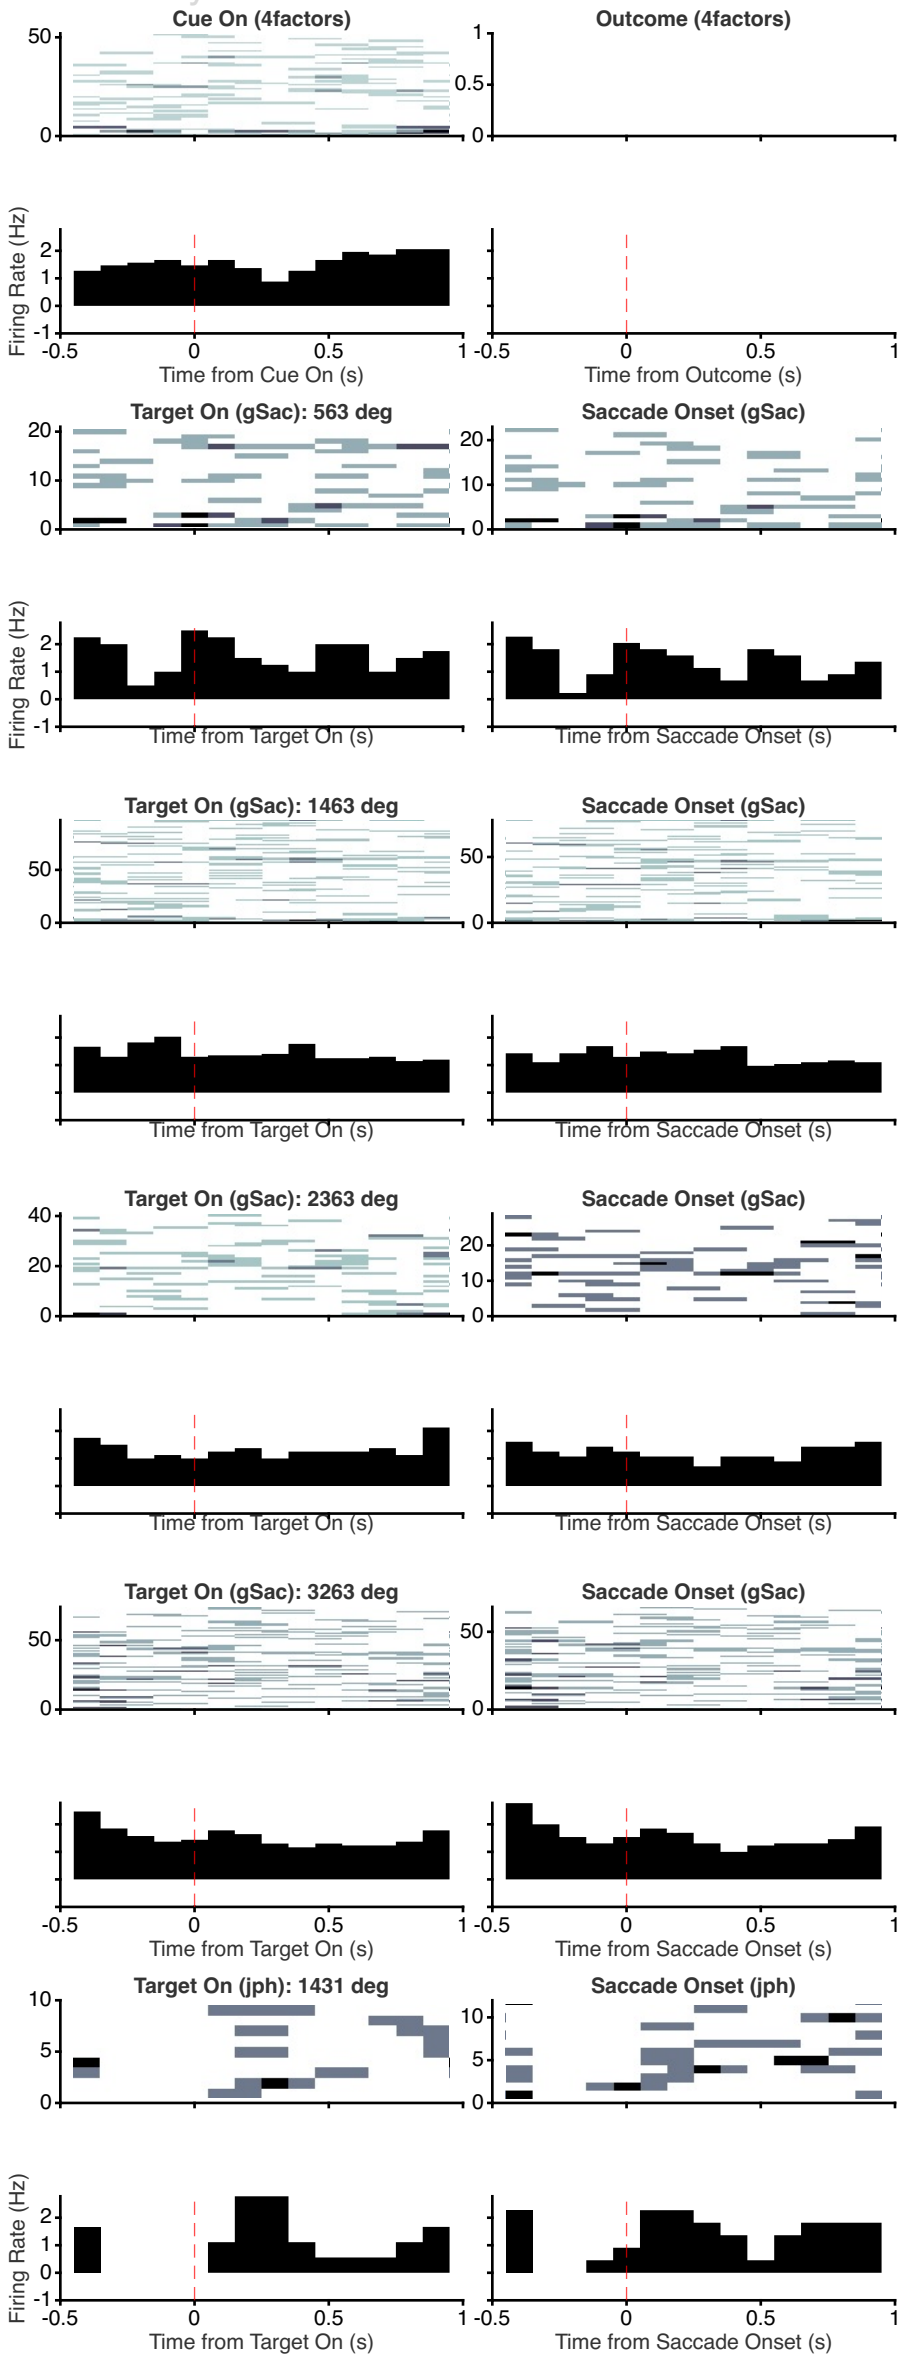 Cue On (4factors) Outcome (4factors)
50
0
1
0.5
0
Firing Rate (Hz)
2
1
0
-1
-0.5 0 0.5 1
-0.5 0 0.5 1
Time from Cue On (s) Time from Outcome (s)
Target On (gSac): 563 deg Saccade Onset (gSac)
20
10
0
20
10
0
Firing Rate (Hz)
2
1
0
-1
Time from Target On (s) Time from Saccade Onset (s)
Target On (gSac): 1463 deg Saccade Onset (gSac)
50
0
50
0
Time from Target On (s) Time from Saccade Onset (s)
Target On (gSac): 2363 deg Saccade Onset (gSac)
40
20
0
20
10
0
Time from Target On (s) Time from Saccade Onset (s)
Target On (gSac): 3263 deg Saccade Onset (gSac)
50
0
50
0
-0.5 0 0.5 1
-0.5 0 0.5 1
Time from Target On (s) Time from Saccade Onset (s)
Target On (jph): 1431 deg Saccade Onset (jph)
10
5
0
10
5
0
Firing Rate (Hz)
2
1
0
-1
-0.5 0 0.5 1
-0.5 0 0.5 1
Time from Target On (s) Time from Saccade Onset (s)